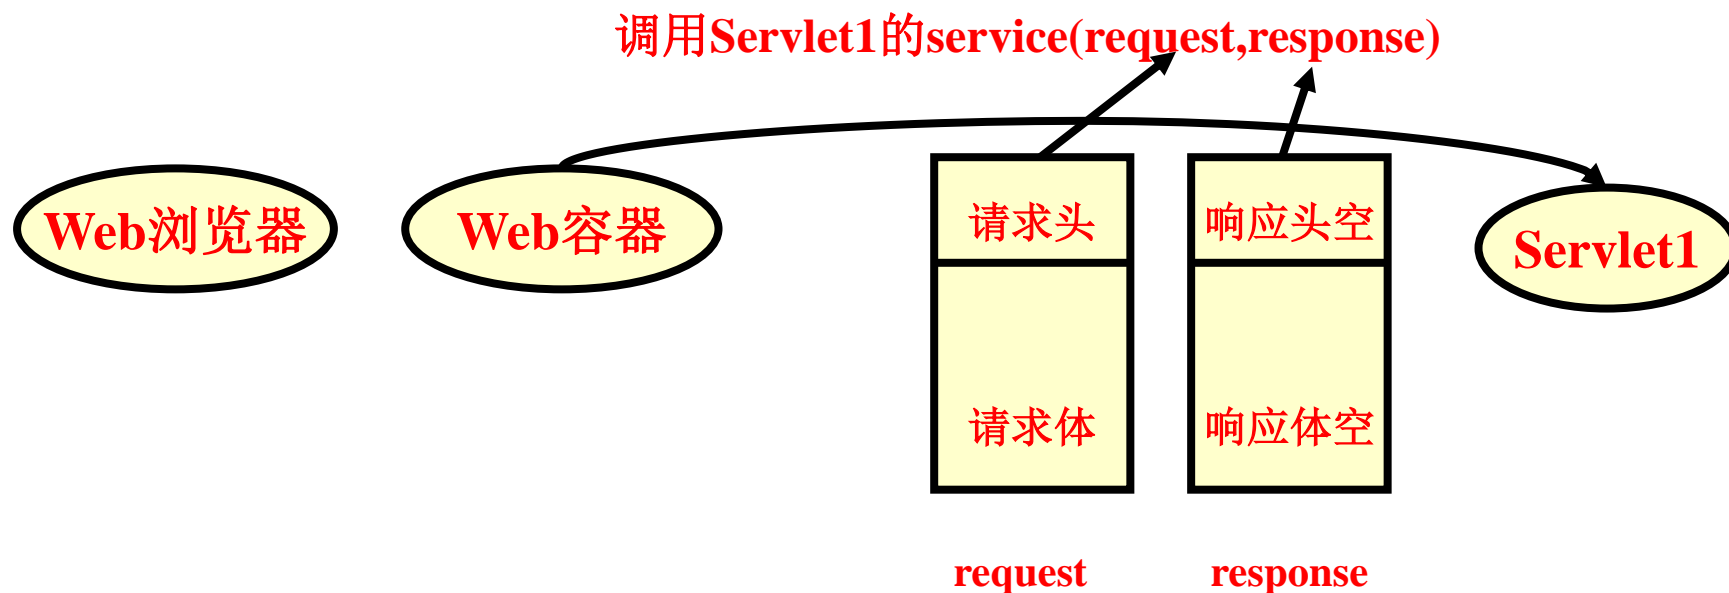 调用Servlet1的service(request,response)
Web浏览器
Web容器
请求头
响应头空
Servlet1
请求体
响应体空
request
response